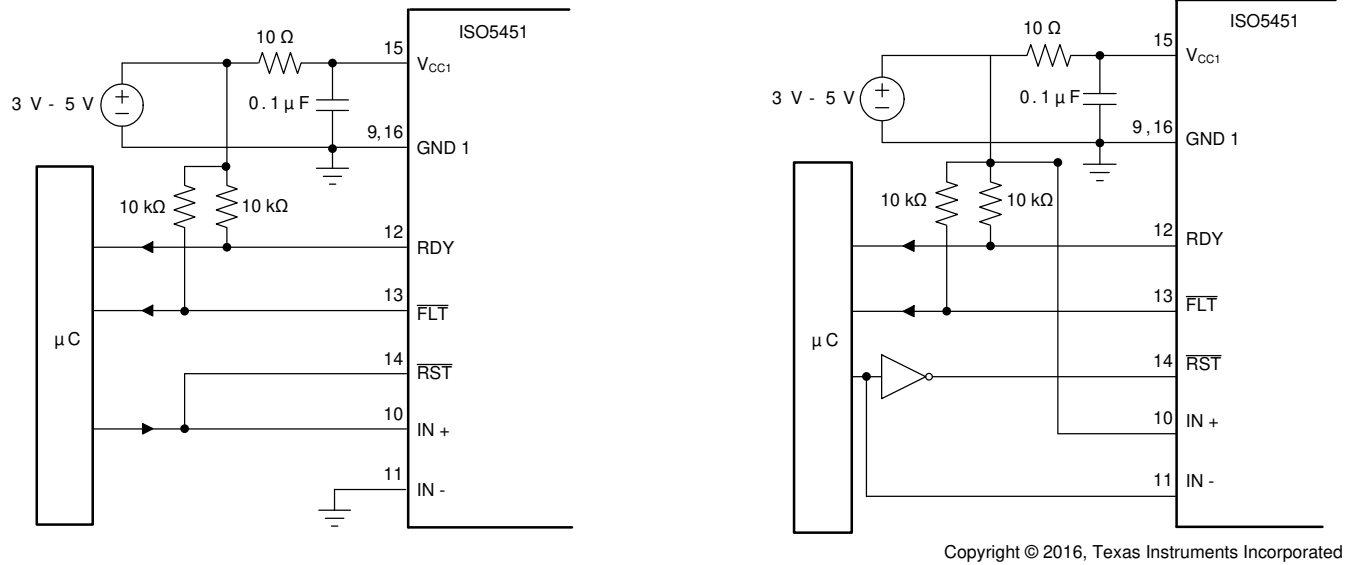 ISO5451
10 Ω
15
VCC1
3 V - 5 V
+
−
0.1 µF
9, 16
GND 1
10 kΩ
10 kΩ
12
RDY
13
FLT
µC
14
RST
10
IN +
11
IN -
ISO5451
10 Ω
15
VCC1
3 V - 5 V
+
−
0.1 µF
9, 16
GND 1
10 kΩ
10 kΩ
12
RDY
13
FLT
µC
14
RST
10
IN +
11
IN -
Copyright © 2016, Texas Instruments Incorporated